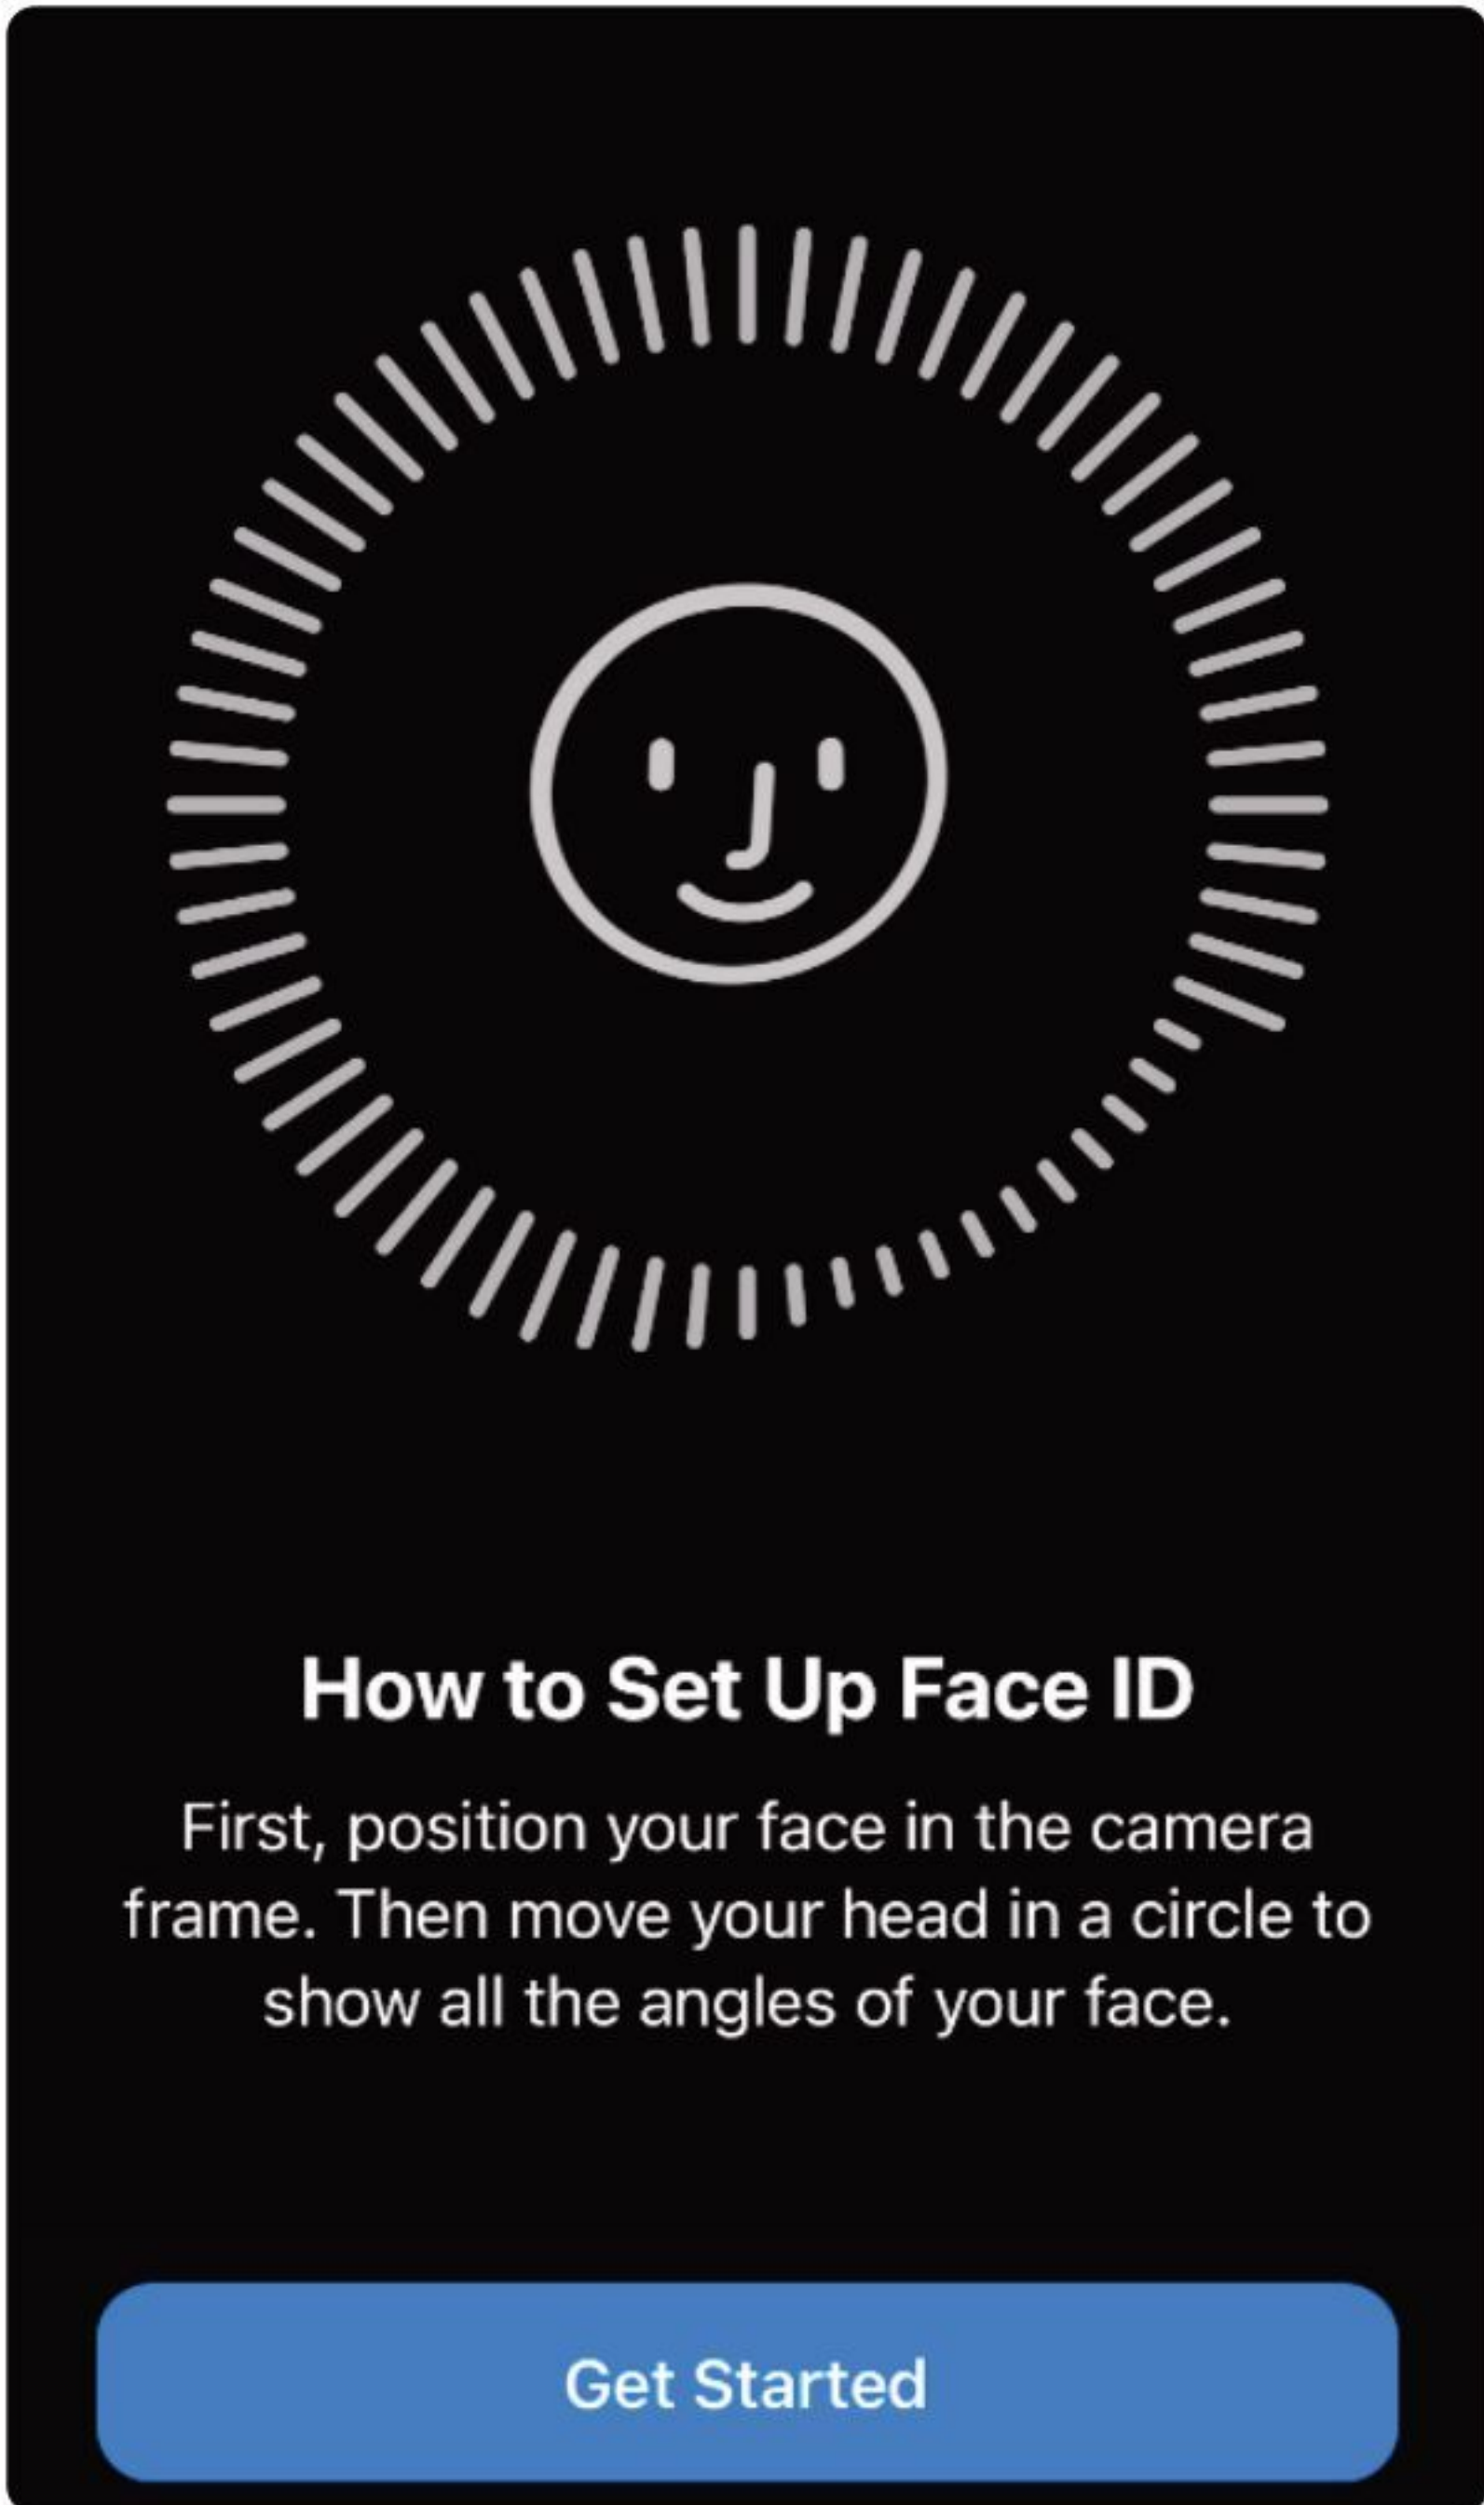 How to Set Up Face ID
First, position your face in the camera
frame. Then move your head in a circle to
show all the angles of your face.
Get Started